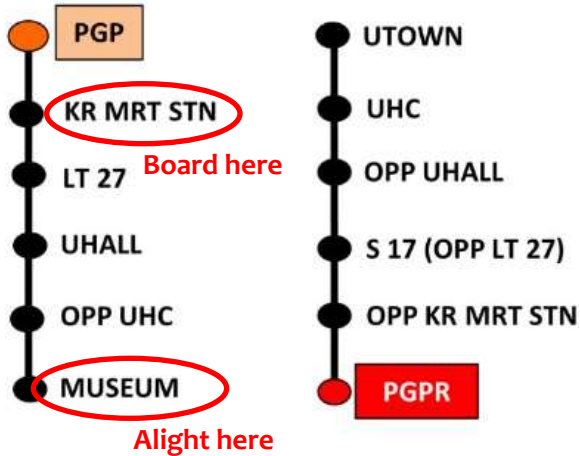 PGP
KR MRT STN
Board here
LT 27
UHALL
OPP UHC
MUSEUM
Alight here
UTOWN
UHC
OPP UHALL
S 17 (OPP LT 27)
OPP KR MRT STN
PGPR